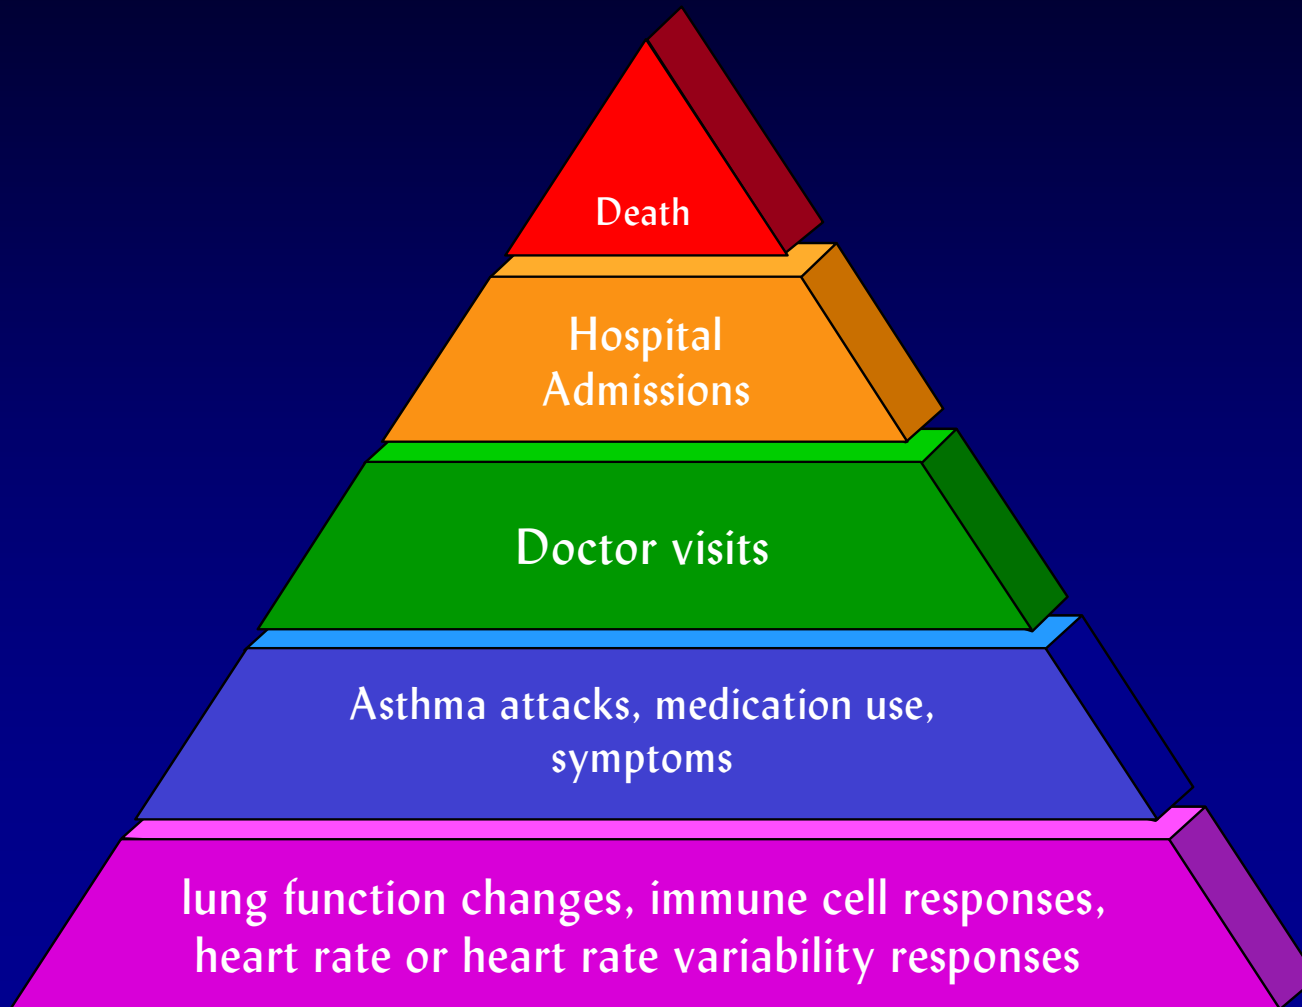 Death
Hospital
Admissions
Doctor visits
Asthma attacks, medication use,
symptoms
lung function changes, immune cell responses,
heart rate or heart rate variability responses